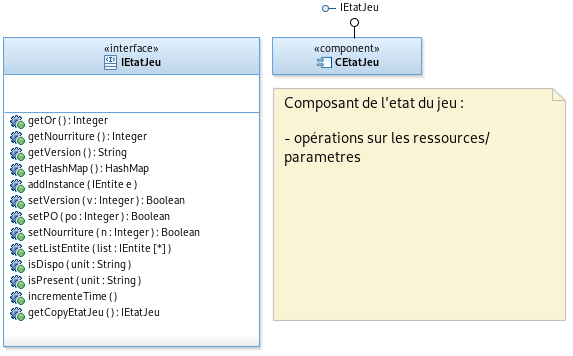 IEtatJeu
«interface»
IEtatJeu
«component»
CEtatJeu
getOr ( ) : Integer
getNourriture ( ) : Integer
getVersion ( ) : String
getHashMap ( ) : HashMap
addInstance ( IEntite e )
setVersion ( v : Integer ) : Boolean
setPO ( po : Integer ) : Boolean
setNourriture ( n : Integer ) : Boolean
setListEntite ( list : IEntite [*] )
isDispo ( unit : String )
isPresent ( unit : String )
incrementeTime ( )
getCopyEtatJeu ( ) : IEtatJeu
Composant de l'etat du jeu :
- opérations sur les ressources/
parametres